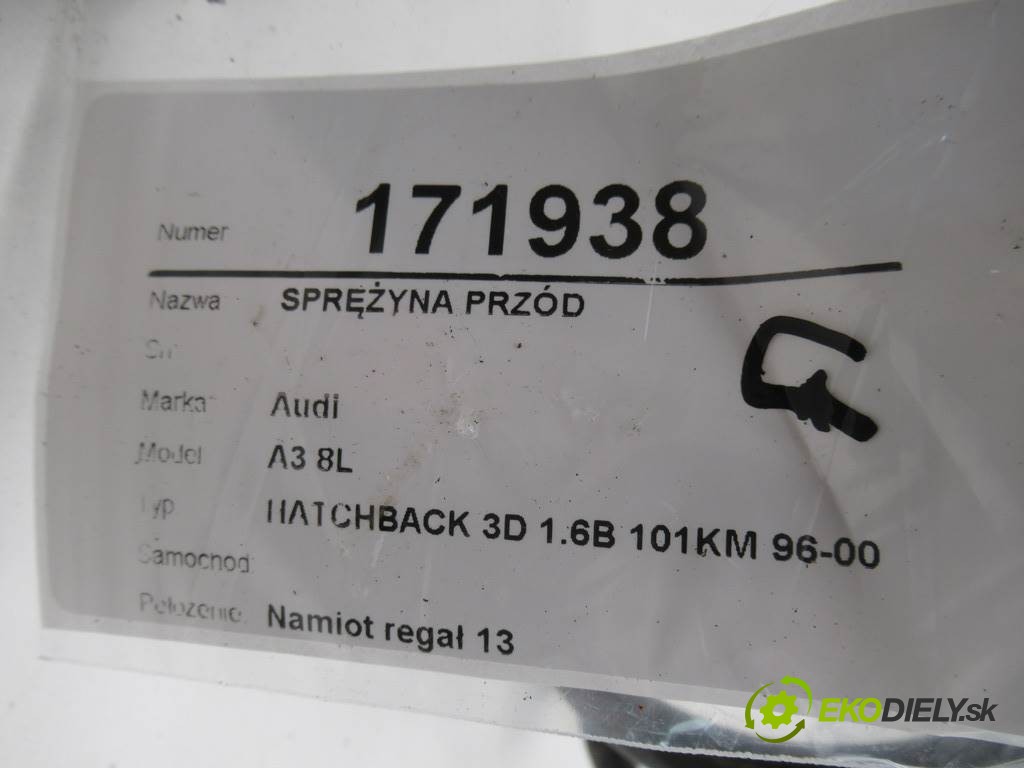 Numer 171938
Nazwa SPRĘŻYNA PRZÓD
Marka Audi
Model A3 8L
Typ HATCHBACK 3D 1.6B 101KM 96-00
Samochod:
Położenie: Namiot regał 13
EKODIELY.sk